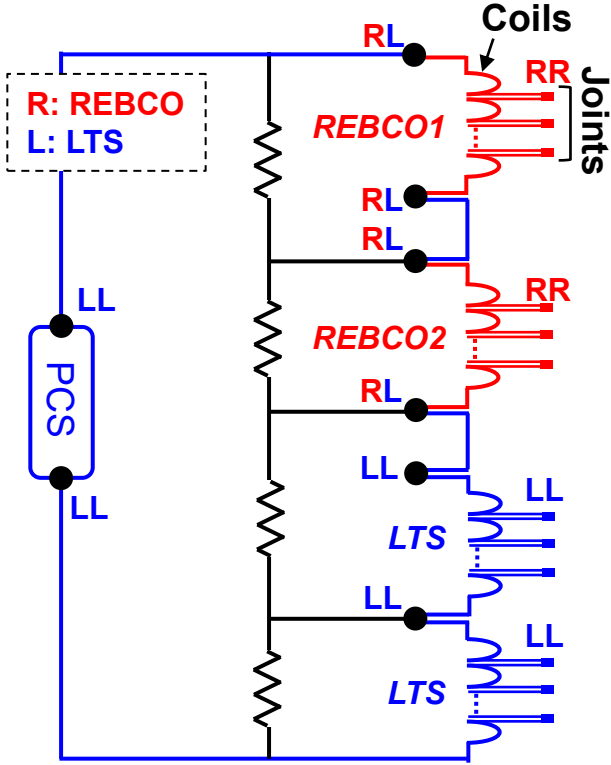 Coils
RL
RR
Joints
R: REBCO
L: LTS
REBCO1
RL
RL
LL
RR
REBCO2
PCS
RL
LL
LL
LL
LTS
LL
LL
LTS